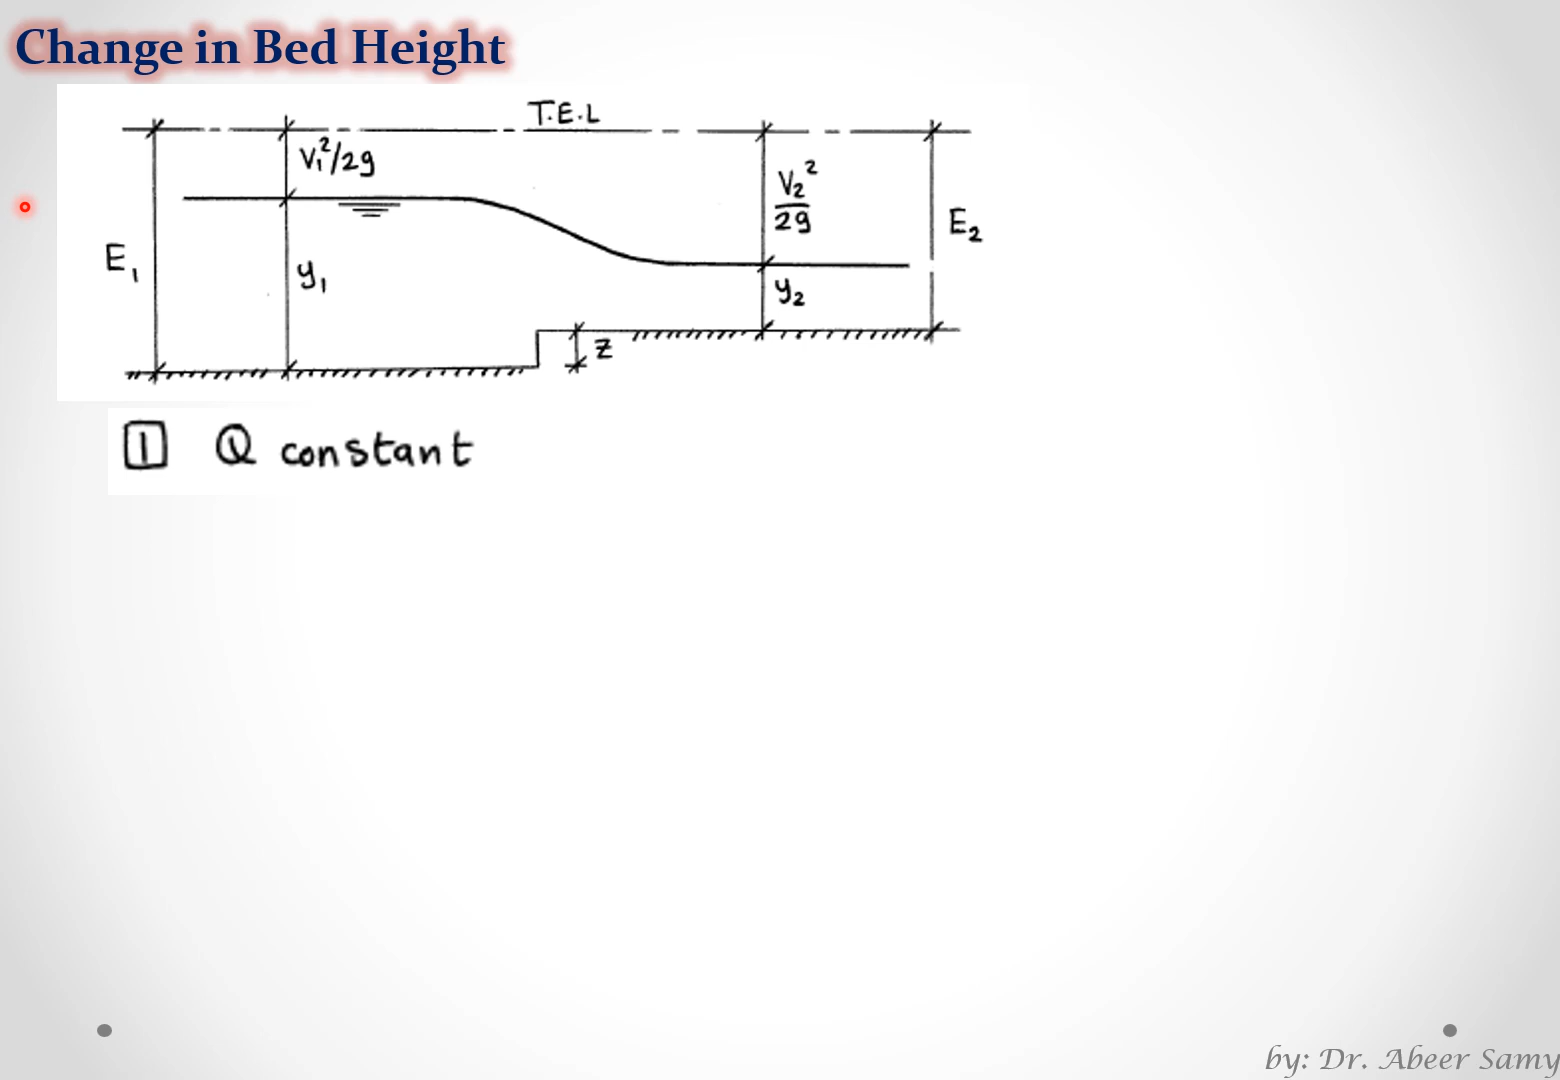 Change in Bed Height
T.E.L
V₁²/2g
V₂²
2g
E₁
E₂
y₁
y₂
z
1 Q constant
by: Dr. Abeer Samy